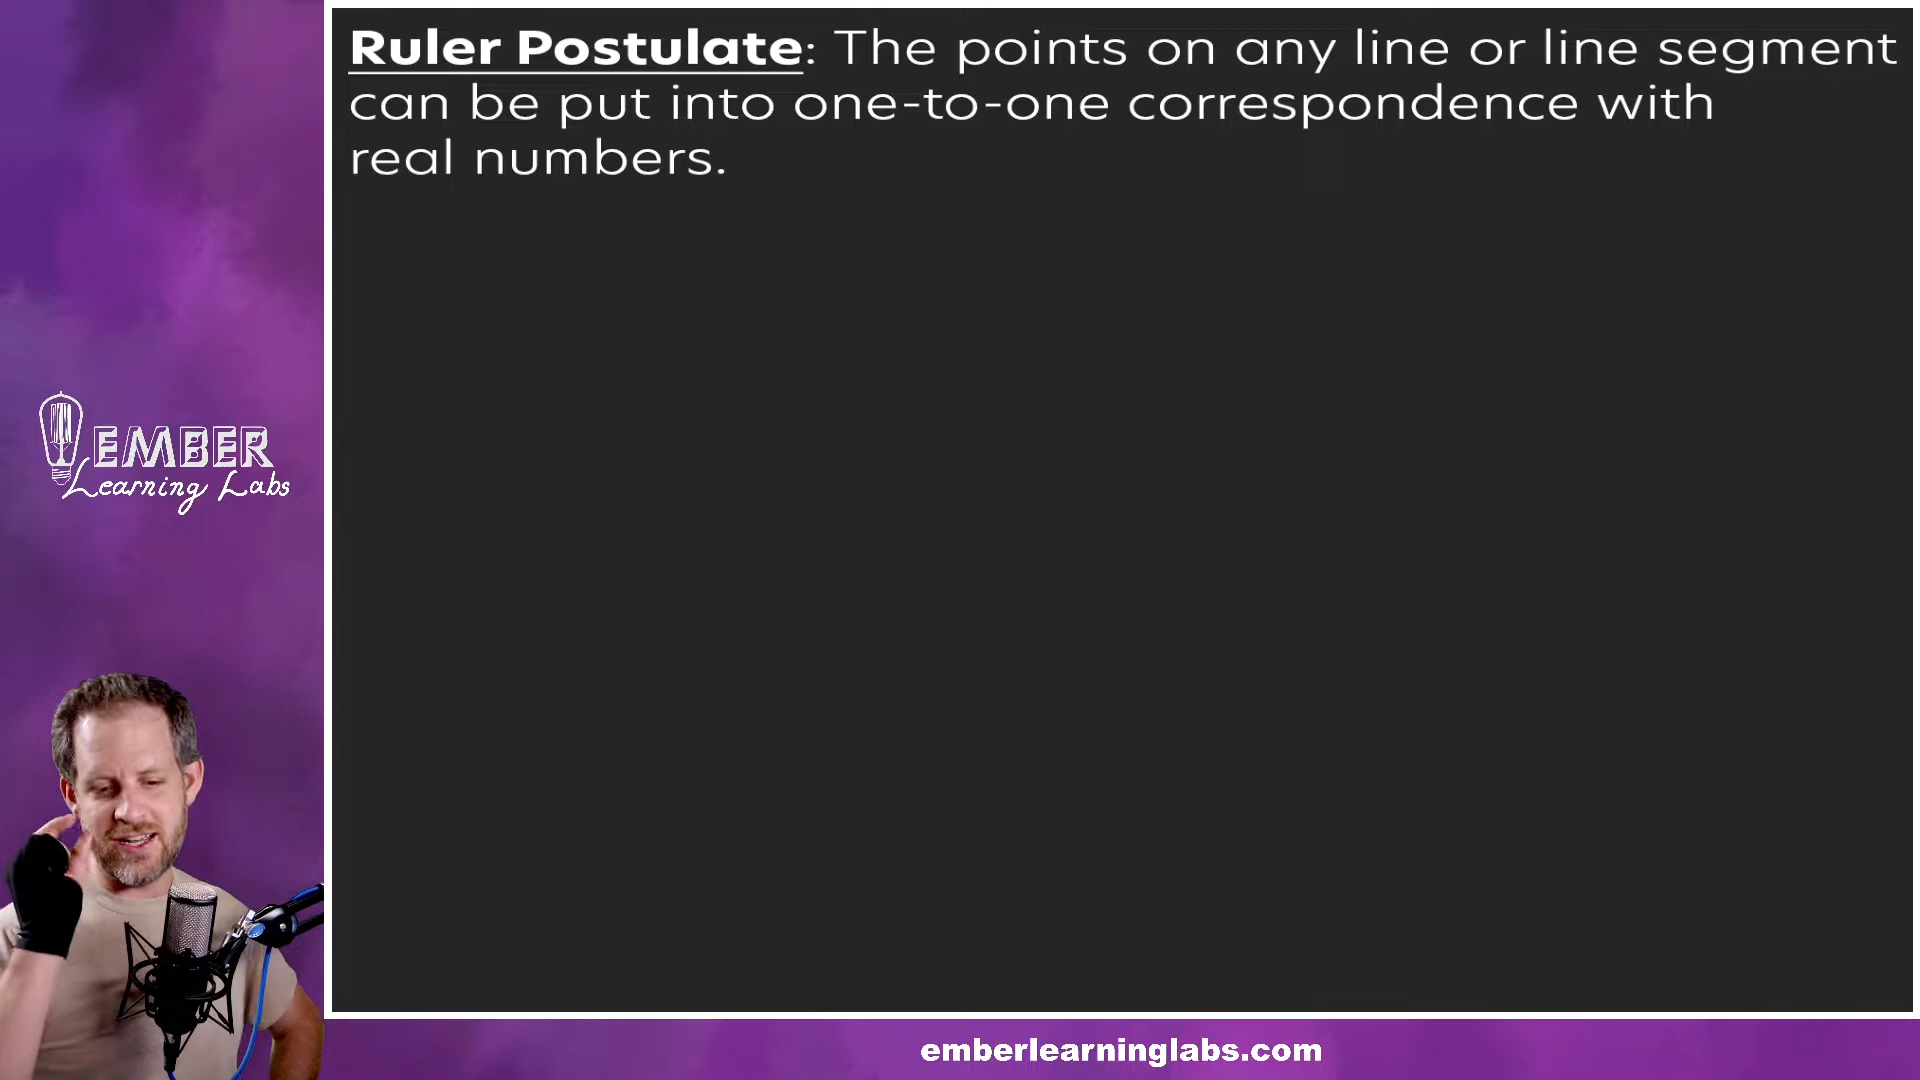 Ruler Postulate: The points on any line or line segment
can be put into one-to-one correspondence with
real numbers.
EMBER
Learning Labs
emberlearninglabs.com